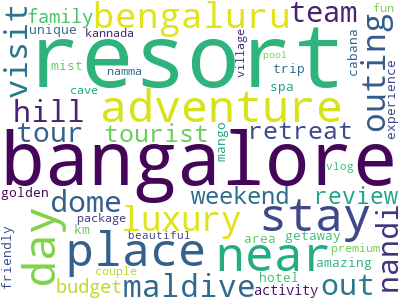 family
bengaluru
team
fun
unique
kannada
cabana
visit
resort
outing
mist
namma
village
trip
pool
cave
spa
experience
hill
adventure
tour
tourist
mango
retreat
bangalore
golden
dome
weekend
review
nandi
day
package
luxury
stay
km
beautiful
place
near
area
getaway
premium
vlog
amazing
friendly
couple
hotel
budget
maldive
activity
out